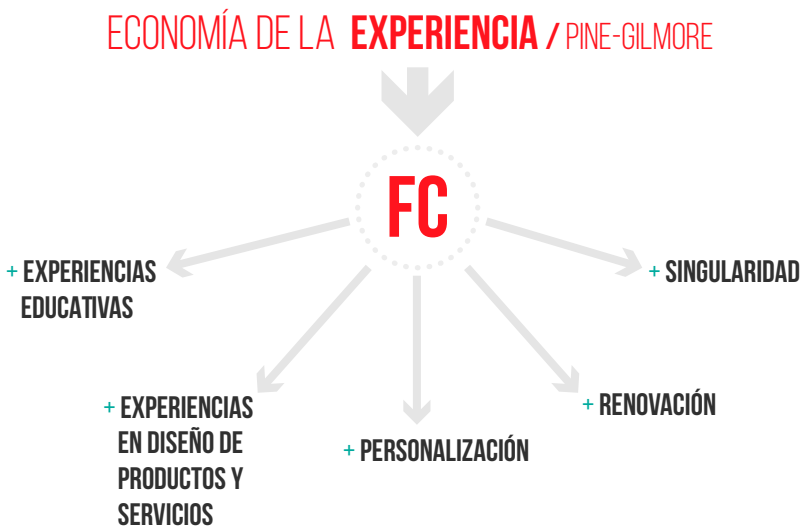 ECONOMÍA DE LA EXPERIENCIA / PINE-GILMORE
FC
+ EXPERIENCIAS
EDUCATIVAS
+ EXPERIENCIAS
EN DISEÑO DE
PRODUCTOS Y
SERVICIOS
+ PERSONALIZACIÓN
+ RENOVACIÓN
+ SINGULARIDAD